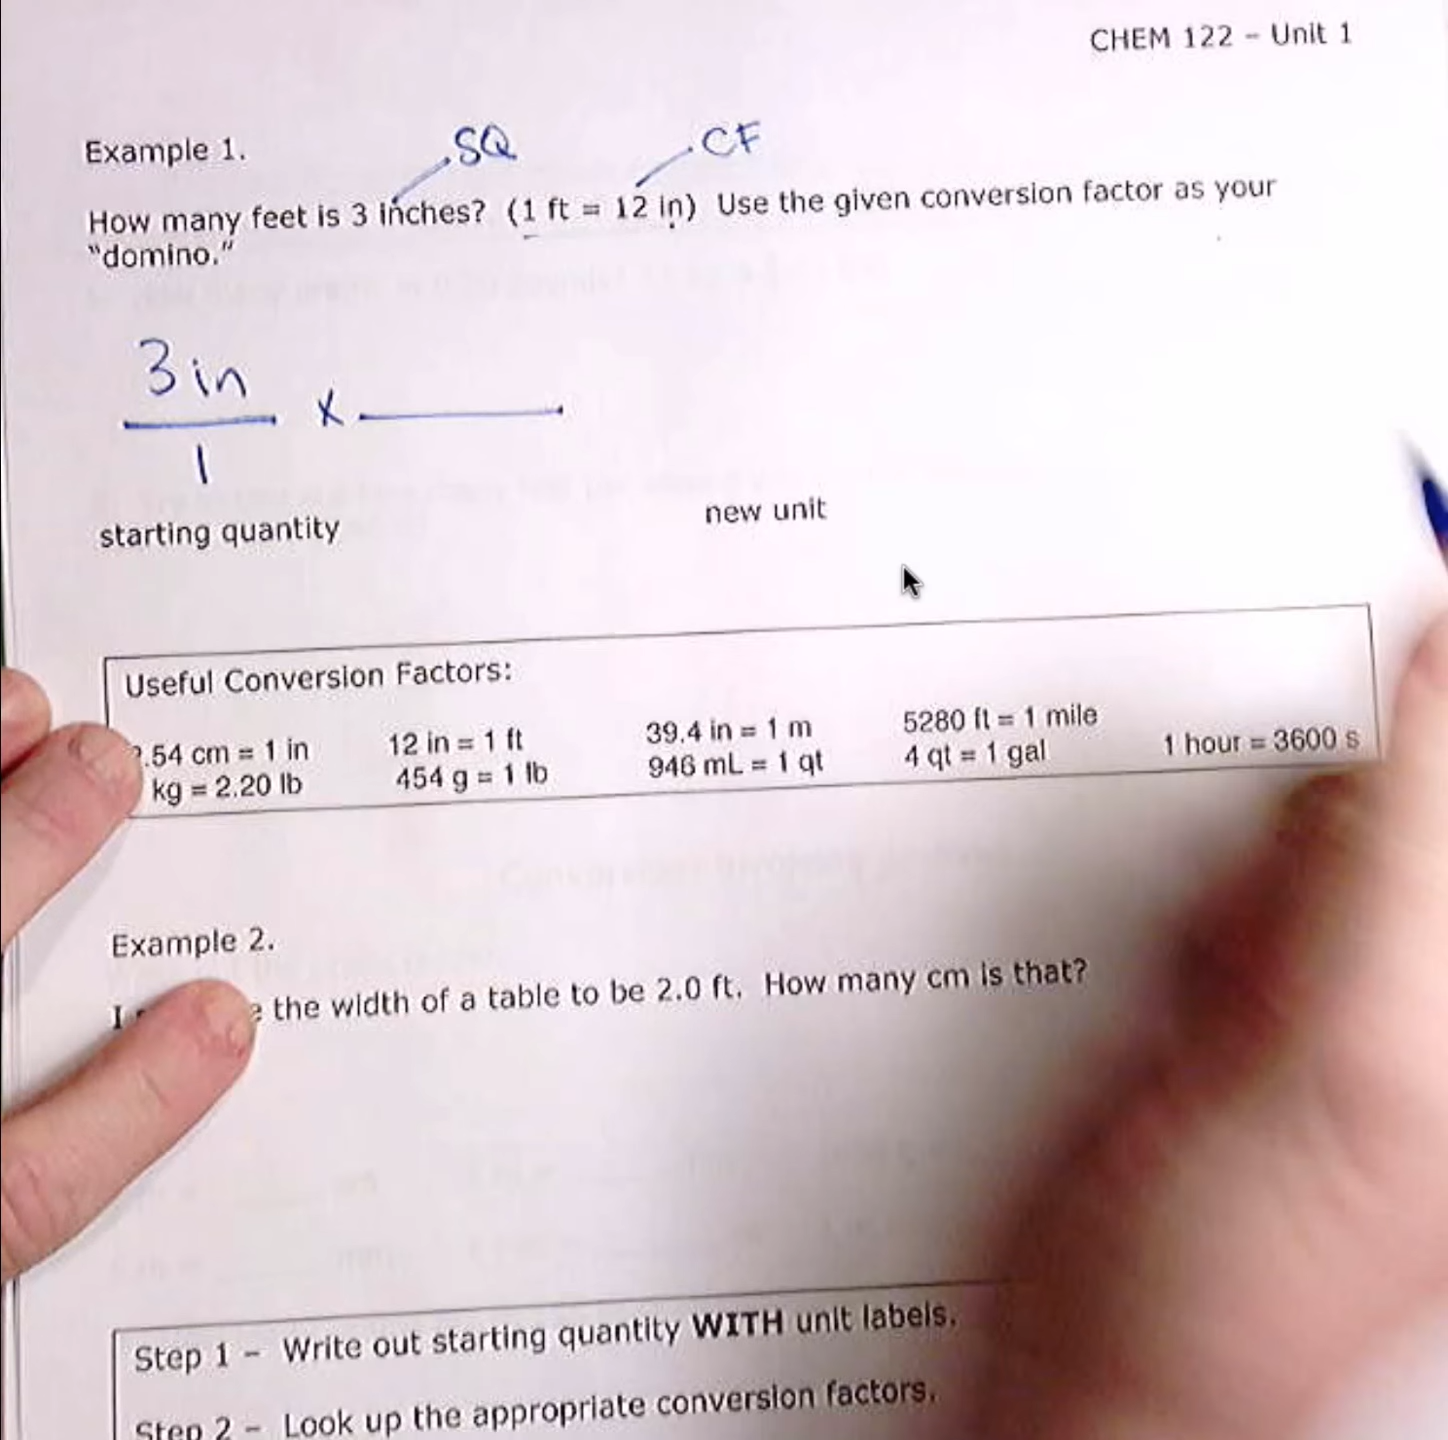 CHEM 122 – Unit 1
Example 1.
SQ
CF
How many feet is 3 inches? (1 ft = 12 in) Use the given conversion factor as your
"domino."
3 in
x
1
starting quantity
new unit
Useful Conversion Factors:
.54 cm = 1 in 12 in = 1 ft 39.4 in = 1 m 5280 ft = 1 mile 1 hour = 3600 s
kg = 2.20 lb 454 g = 1 lb 946 mL = 1 qt 4 qt = 1 gal
Example 2.
I the width of a table to be 2.0 ft. How many cm is that?
Step 1 – Write out starting quantity WITH unit labels.
Step 2 – Look up the appropriate conversion factors.